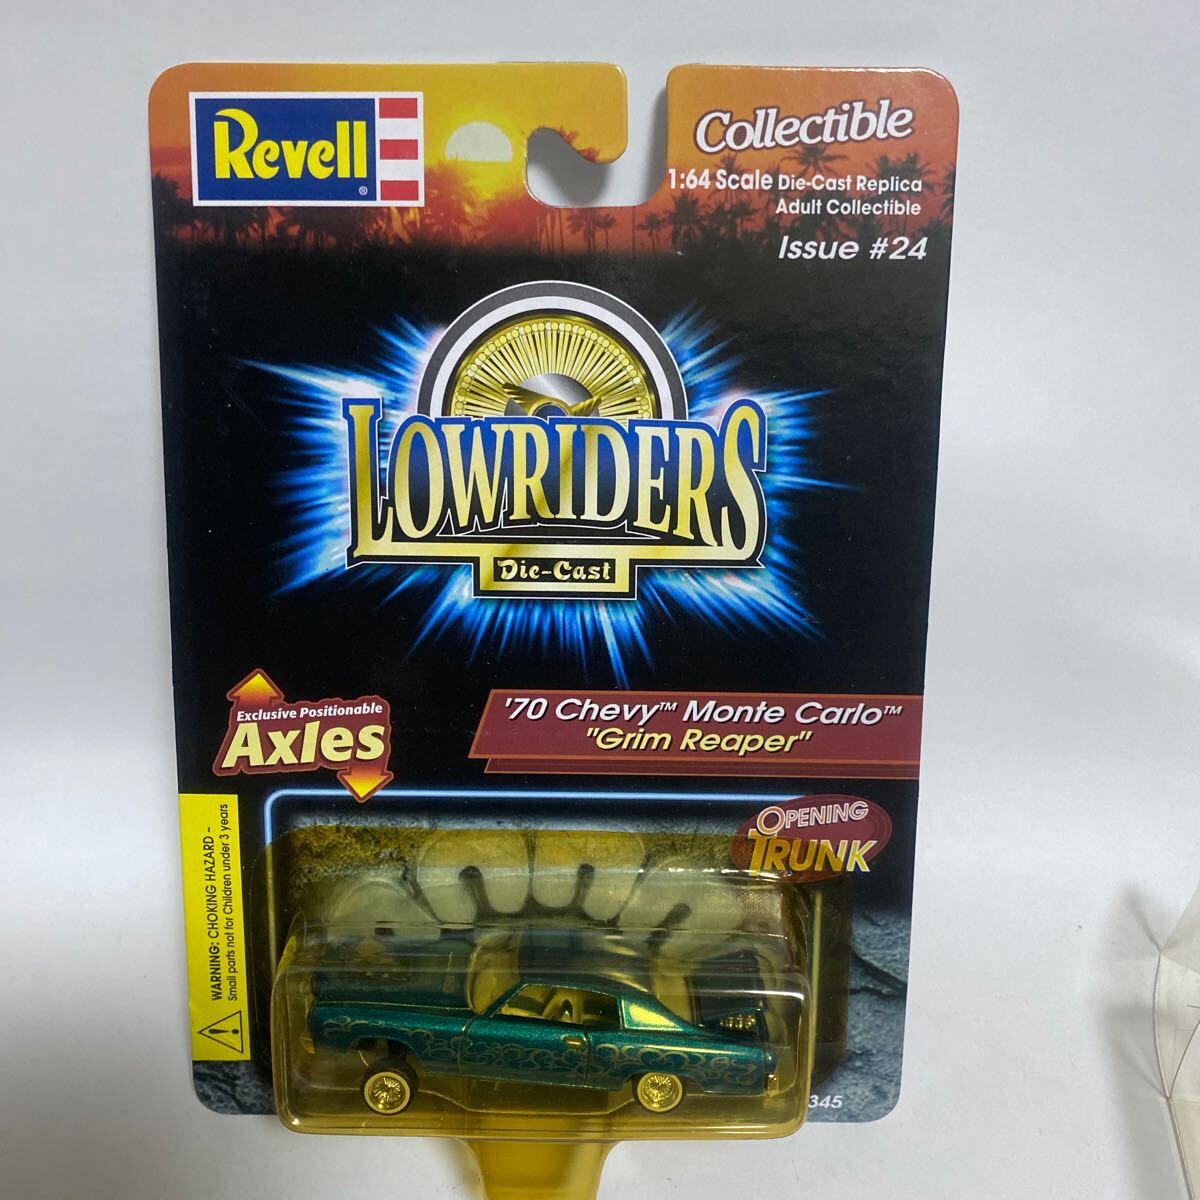 Revell®
Collectible
1:64 Scale Die-Cast Replica
Adult Collectible
Issue #24
LOWRIDERS
Die-Cast
Exclusive Positionable
Axles
'70 Chevy™ Monte Carlo™
"Grim Reaper"
OPENING
TRUNK
WARNING: CHOKING HAZARD -
Small parts not for Children under 3 years
345